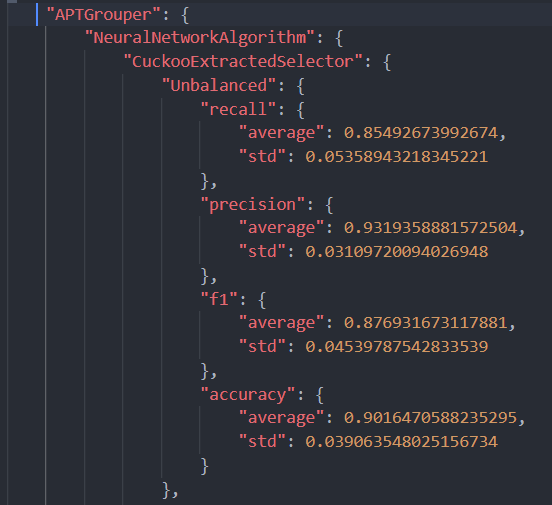 "APTGrouper": {
"NeuralNetworkAlgorithm": {
"CuckooExtractedSelector": {
"Unbalanced": {
"recall": {
"average": 0.85492673992674,
"std": 0.05358943218345221
},
"precision": {
"average": 0.9319358881572504,
"std": 0.03109720094026948
},
"f1": {
"average": 0.876931673117881,
"std": 0.04539787542833539
},
"accuracy": {
"average": 0.9016470588235295,
"std": 0.039063548025156734
}
},